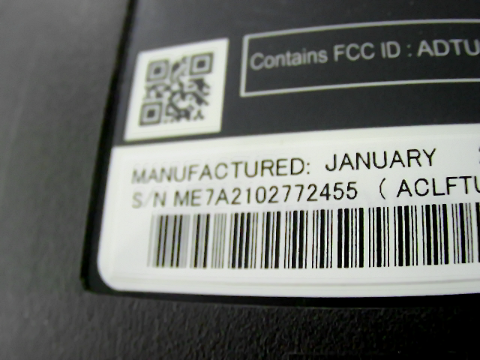 Contains FCC ID : ADTU
MANUFACTURED: JANUARY
S/N ME7A2102772455 ( ACLFTU